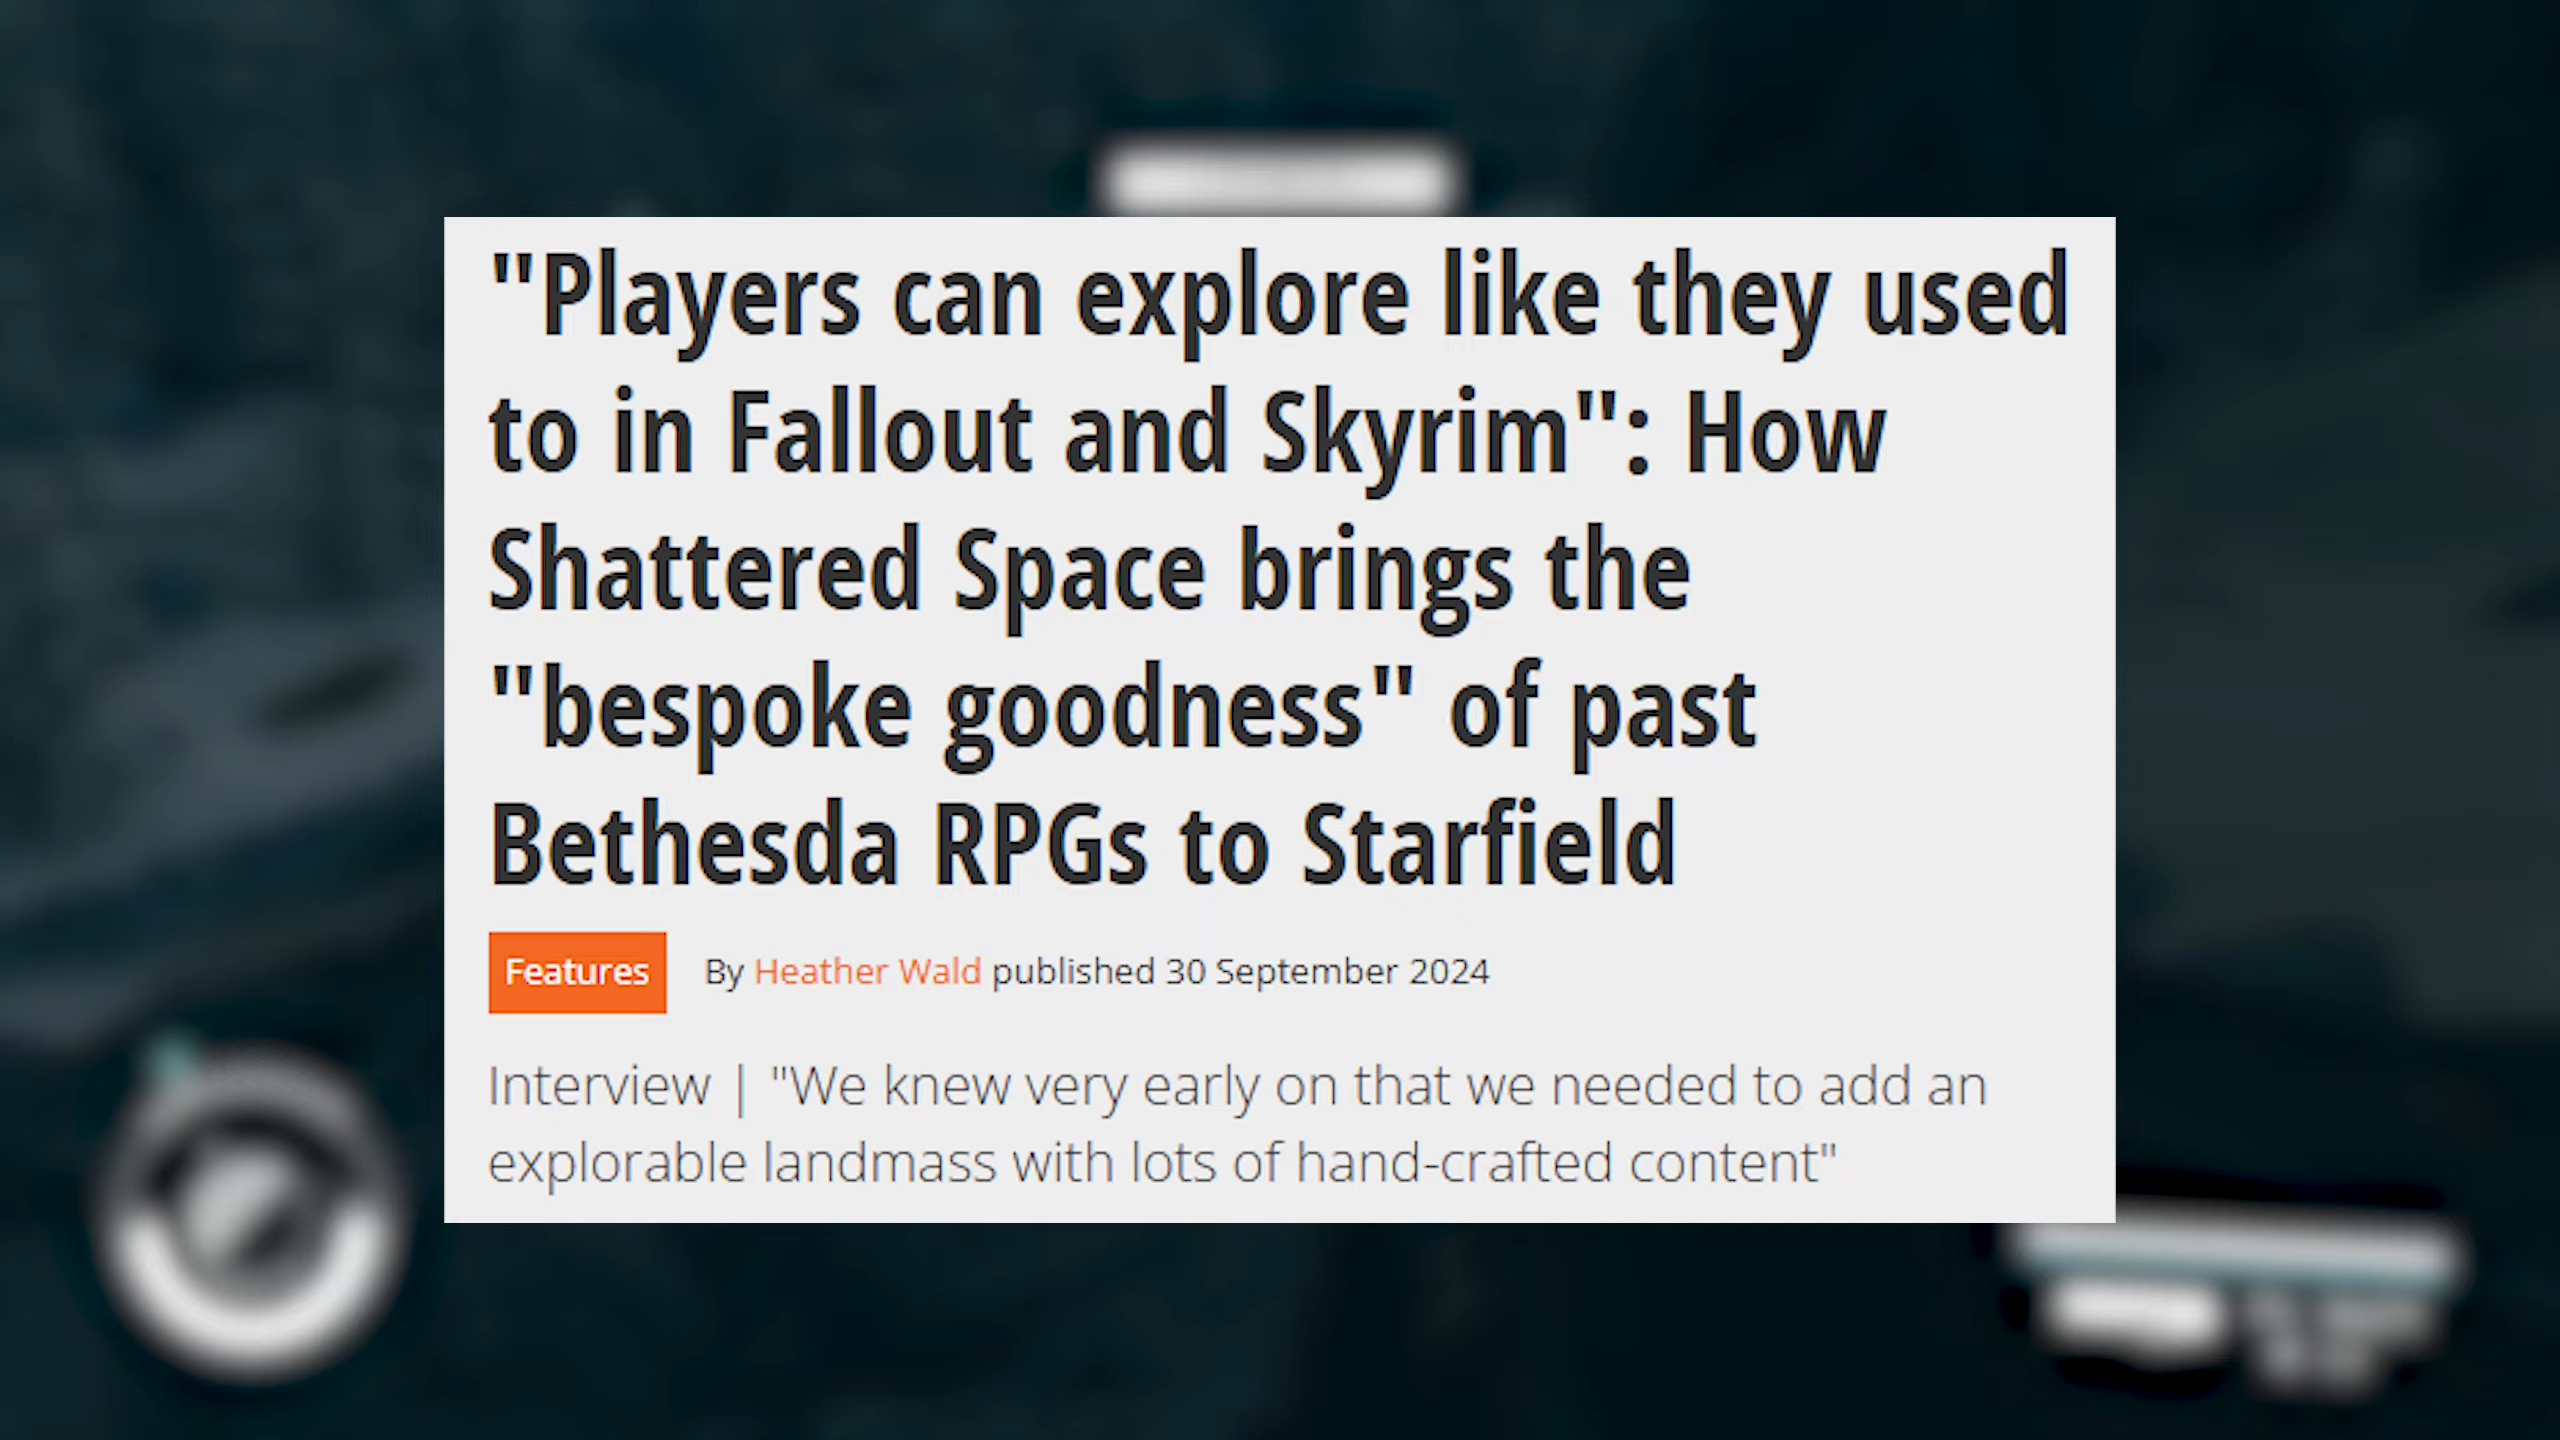 "Players can explore like they used
to in Fallout and Skyrim": How
Shattered Space brings the
"bespoke goodness" of past
Bethesda RPGs to Starfield
Features By Heather Wald published 30 September 2024
Interview | "We knew very early on that we needed to add an
explorable landmass with lots of hand-crafted content"